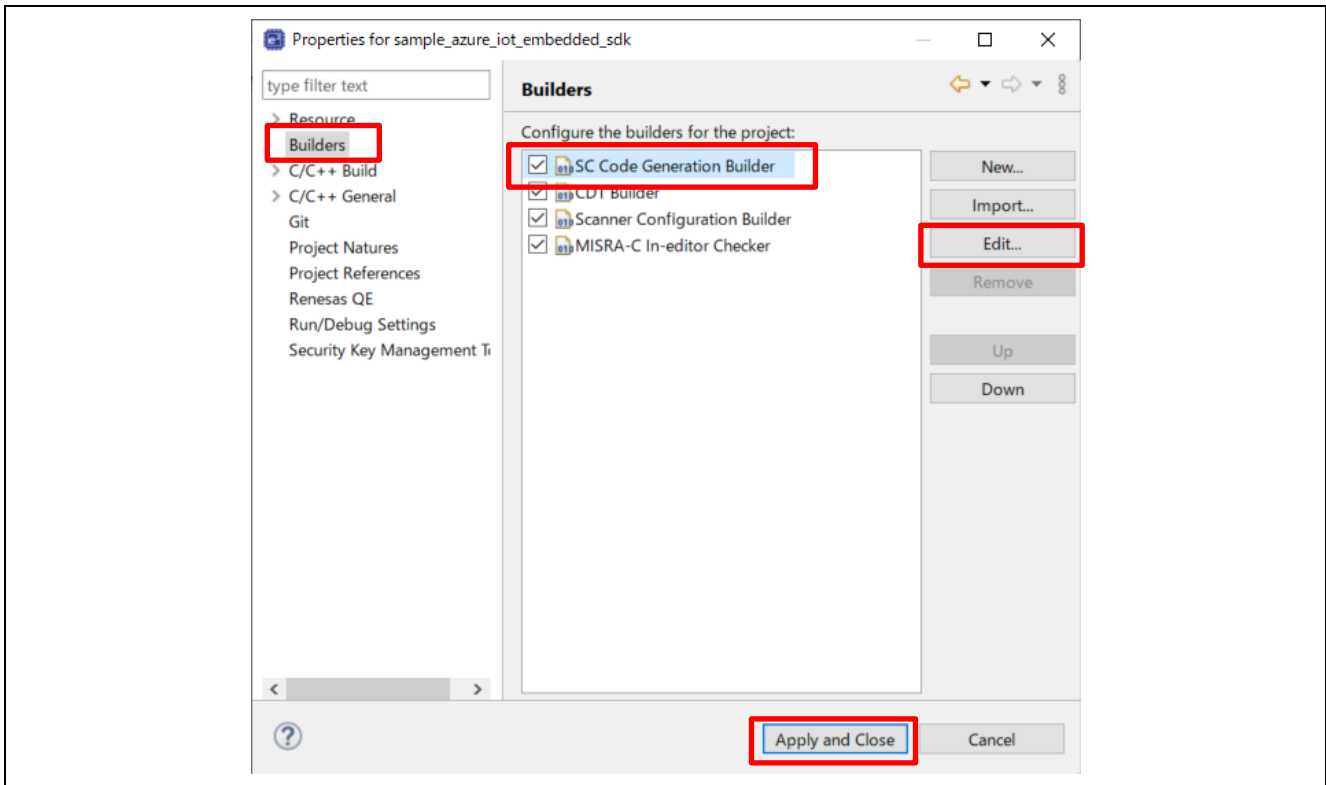 Properties for sample_azure_iot_embedded_sdk
type filter text
Resource
Builders
C/C++ Build
C/C++ General
Git
Project Natures
Project References
Renesas QE
Run/Debug Settings
Security Key Management
Builders
Configure the builders for the project:
SC Code Generation Builder
CDT Builder
Scanner Configuration Builder
MISRA-C In-editor Checker
New...
Import...
Edit...
Remove
Up
Down
Apply and Close
Cancel